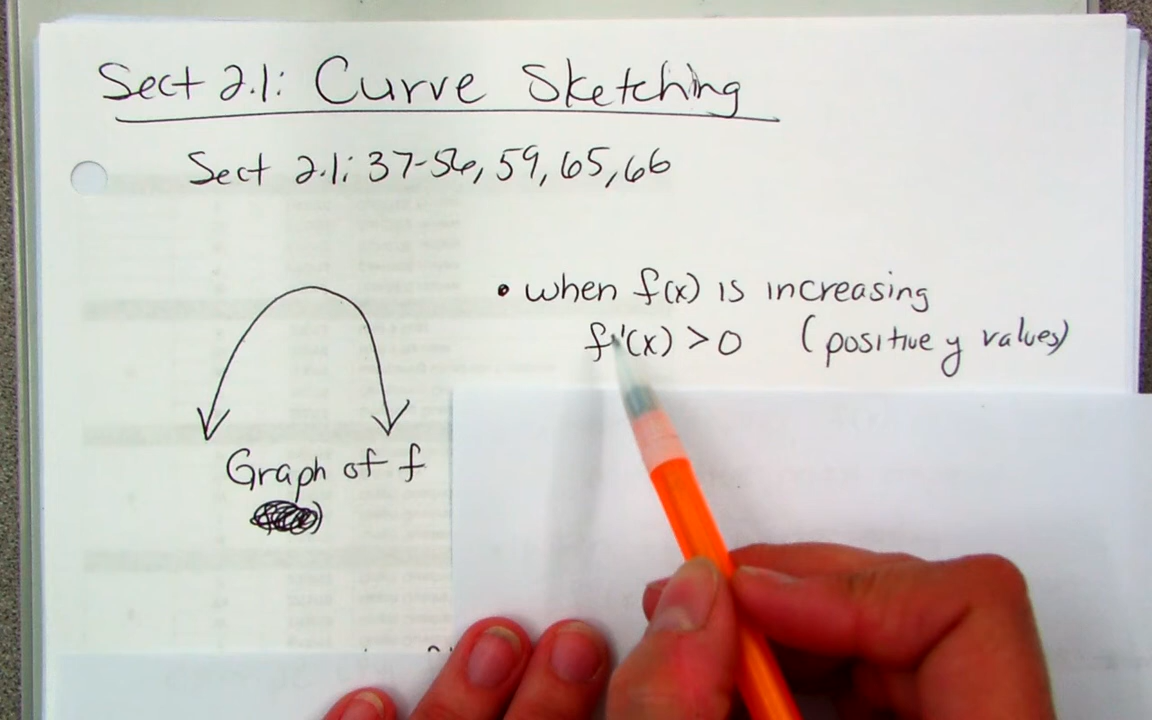 Sect 2.1: Curve Sketching
Sect 2.1: 37-56, 59, 65, 66
• when f(x) is increasing
f'(x) > 0 (positive y values)
Graph of f